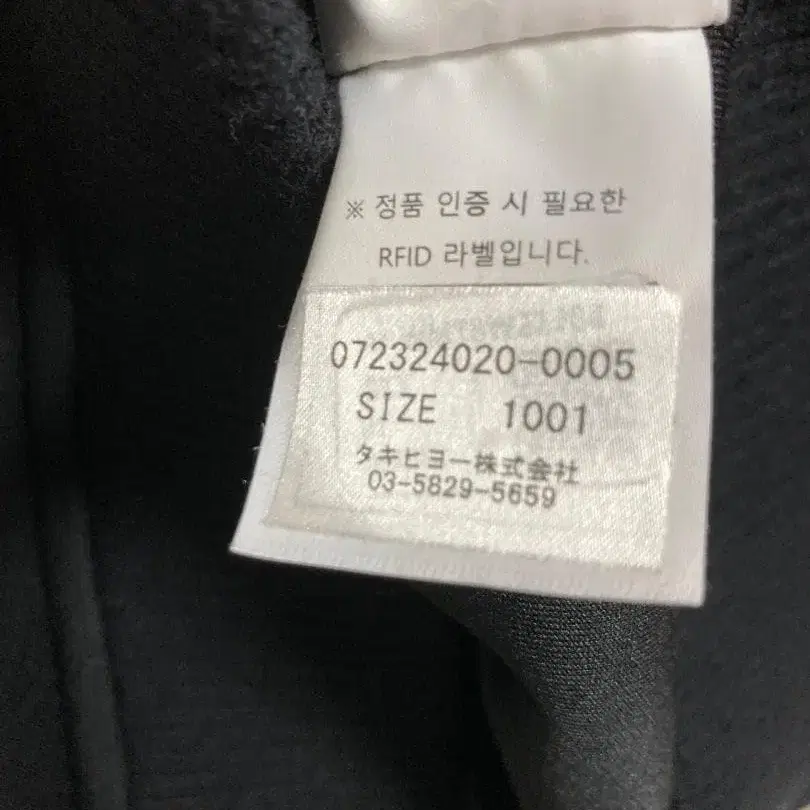 ※ 정품 인증 시 필요한
RFID 라벨입니다.
072324020-0005
SIZE 1001
タキヒヨー株式会社
03-5829-5659